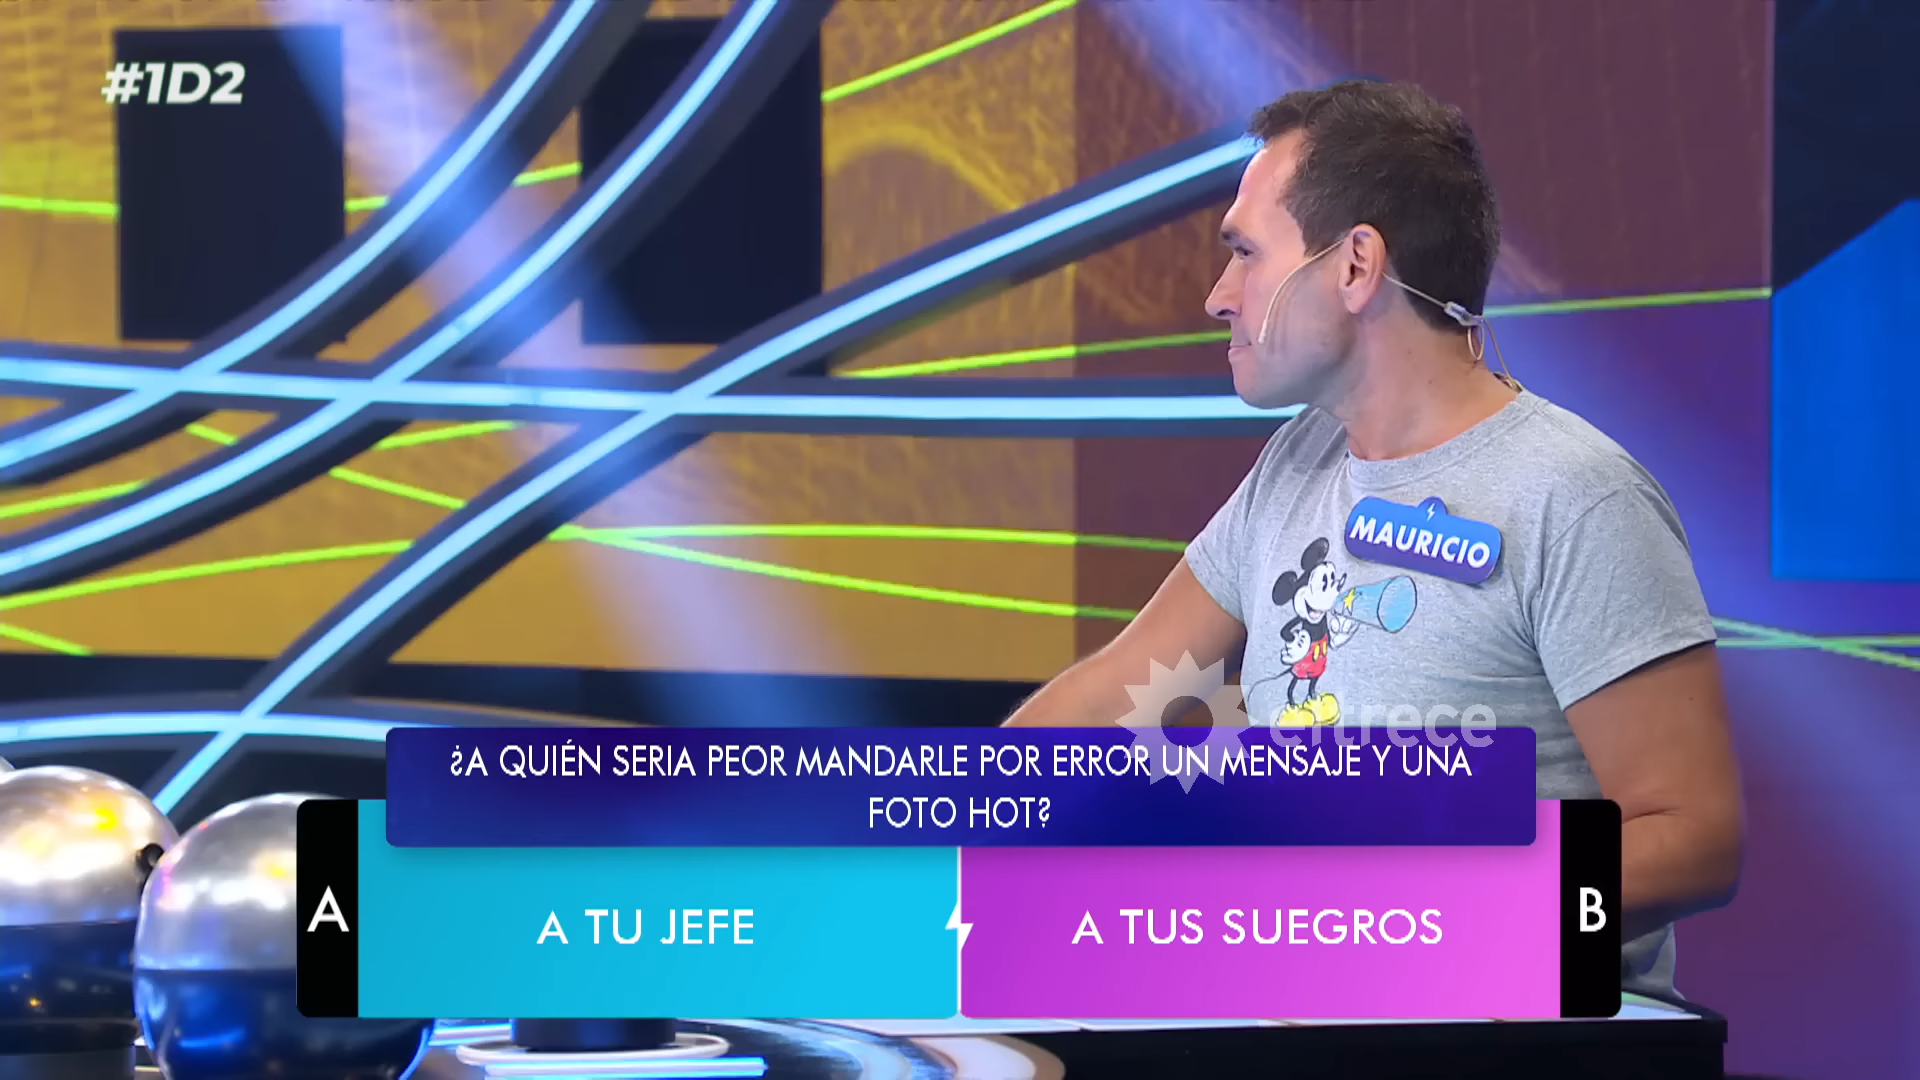 #1D2
MAURICIO
eltrece
¿A QUIÉN SERIA PEOR MANDARLE POR ERROR UN MENSAJE Y UNA
FOTO HOT?
A
A TU JEFE
A TUS SUEGROS
B